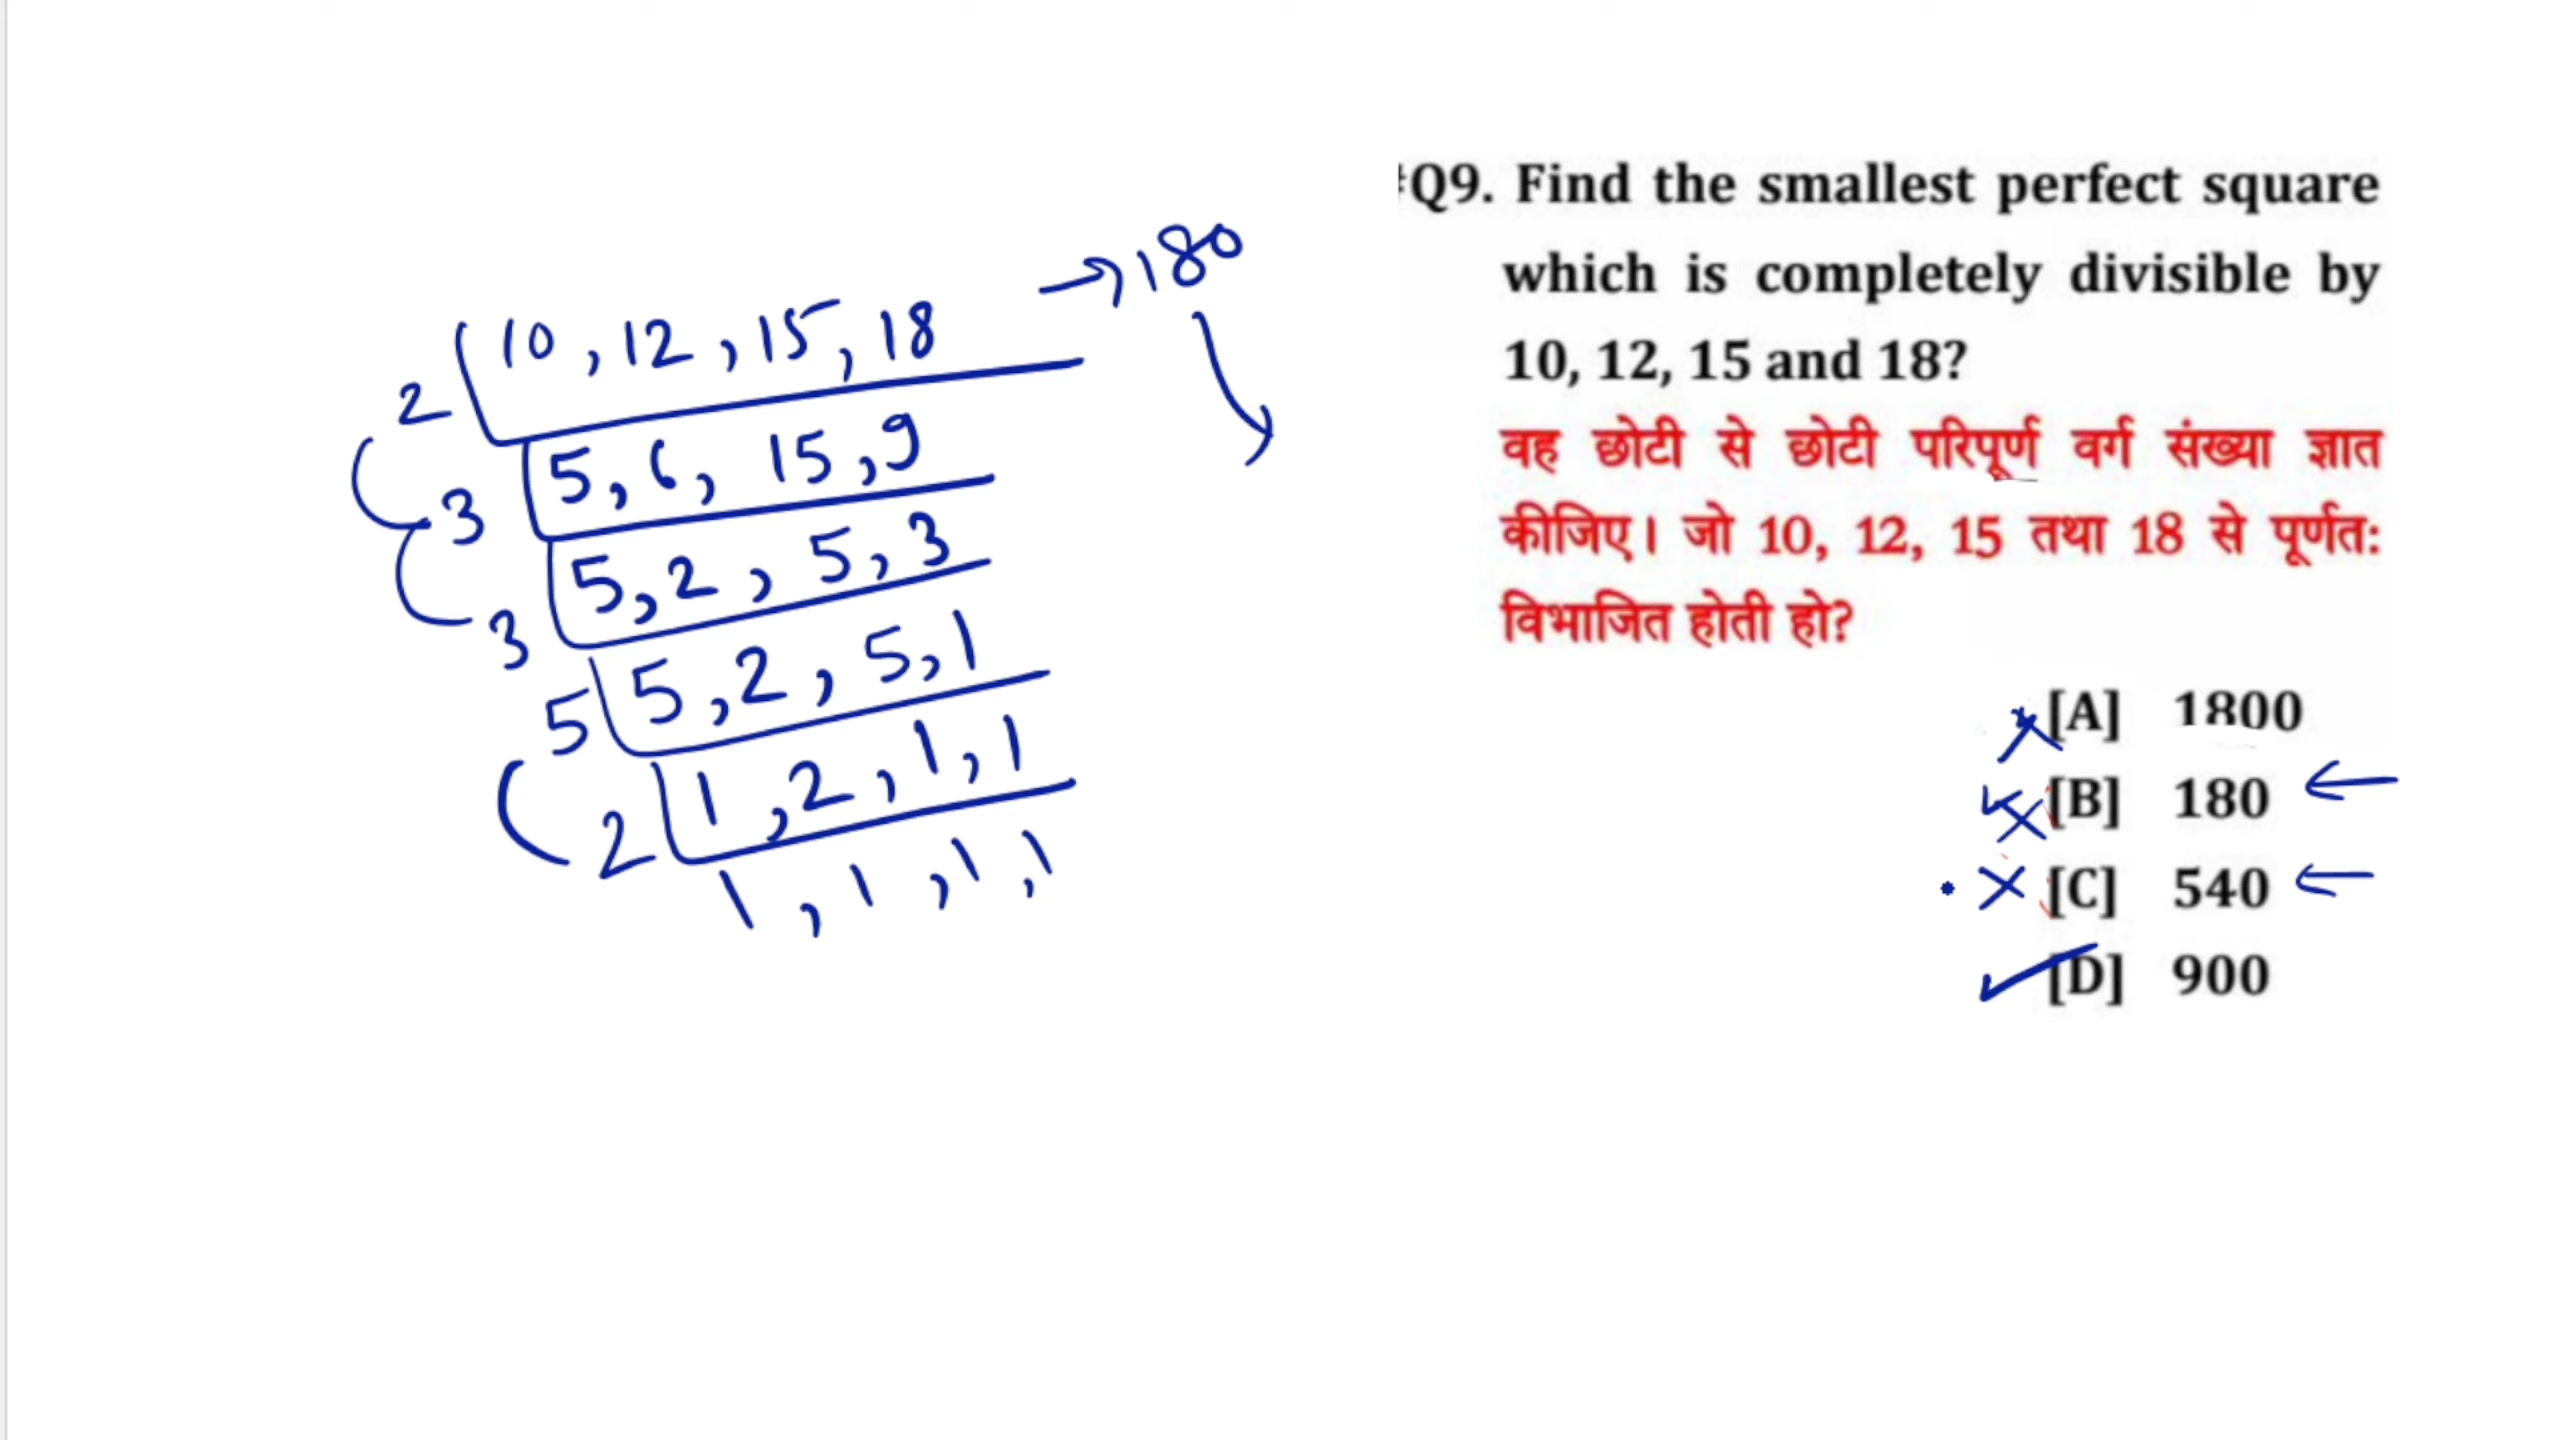 →180
2 10, 12, 15, 18
3 5, 6, 15, 9
3 5, 2, 5, 3
5 5, 2, 5, 1
2 1, 2, 1, 1
1, 1, 1, 1
Q9. Find the smallest perfect square
which is completely divisible by
10, 12, 15 and 18?
वह छोटी से छोटी परिपूर्ण वर्ग संख्या ज्ञात
कीजिए। जो 10, 12, 15 तथा 18 से पूर्णत:
विभाजित होती हो?
[A] 1800
[B] 180
[C] 540
[D] 900